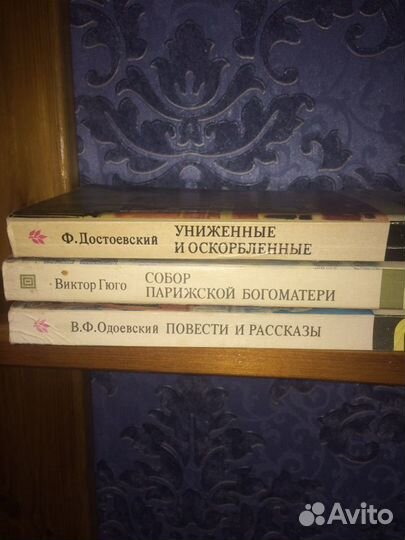 Ф. Достоевский УНИЖЕННЫЕ
И ОСКОРБЛЕННЫЕ
Виктор Гюго СОБОР
ПАРИЖСКОЙ БОГОМАТЕРИ
В.Ф.Одоевский ПОВЕСТИ И РАССКАЗЫ
Avito